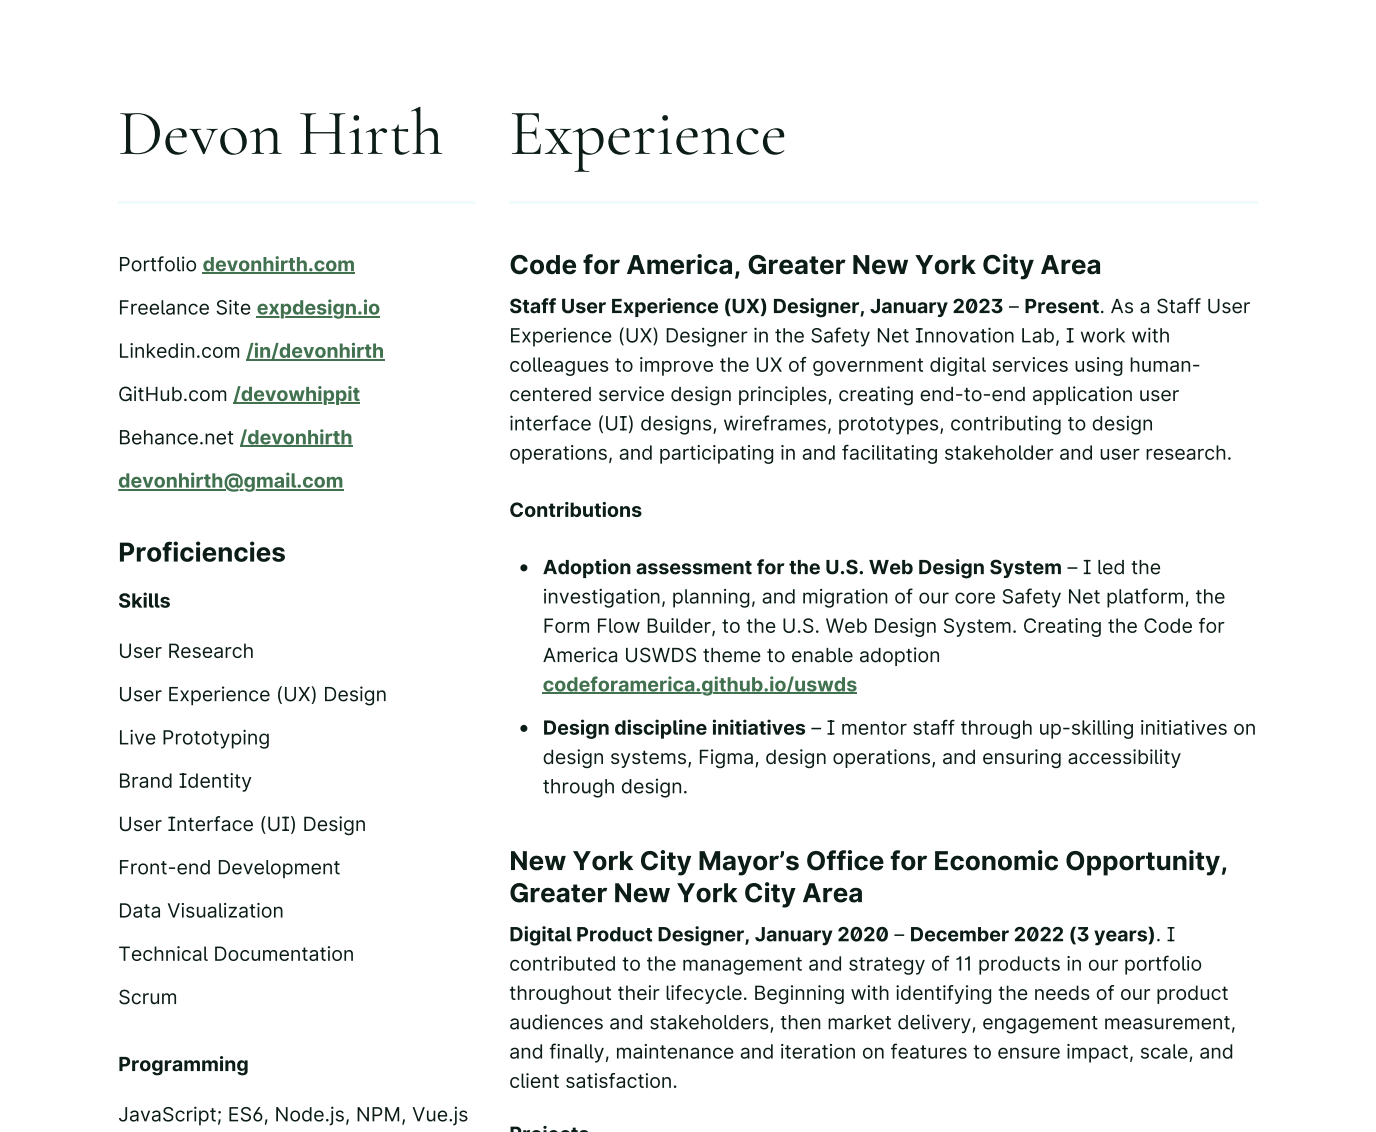 Devon Hirth
Portfolio devonhirth.com
Freelance Site expdesign.io
Linkedin.com /in/devonhirth
GitHub.com /devowhippit
Behance.net /devonhirth
devonhirth@gmail.com
Proficiencies
Skills
User Research
User Experience (UX) Design
Live Prototyping
Brand Identity
User Interface (UI) Design
Front-end Development
Data Visualization
Technical Documentation
Scrum
Programming
JavaScript; ES6, Node.js, NPM, Vue.js
Experience
Code for America, Greater New York City Area
Staff User Experience (UX) Designer, January 2023 – Present. As a Staff User
Experience (UX) Designer in the Safety Net Innovation Lab, I work with
colleagues to improve the UX of government digital services using human-
centered service design principles, creating end-to-end application user
interface (UI) designs, wireframes, prototypes, contributing to design
operations, and participating in and facilitating stakeholder and user research.
Contributions
• Adoption assessment for the U.S. Web Design System – I led the
investigation, planning, and migration of our core Safety Net platform, the
Form Flow Builder, to the U.S. Web Design System. Creating the Code for
America USWDS theme to enable adoption
codeforamerica.github.io/uswds
• Design discipline initiatives – I mentor staff through up-skilling initiatives on
design systems, Figma, design operations, and ensuring accessibility
through design.
New York City Mayor’s Office for Economic Opportunity,
Greater New York City Area
Digital Product Designer, January 2020 – December 2022 (3 years). I
contributed to the management and strategy of 11 products in our portfolio
throughout their lifecycle. Beginning with identifying the needs of our product
audiences and stakeholders, then market delivery, engagement measurement,
and finally, maintenance and iteration on features to ensure impact, scale, and
client satisfaction.
Projects